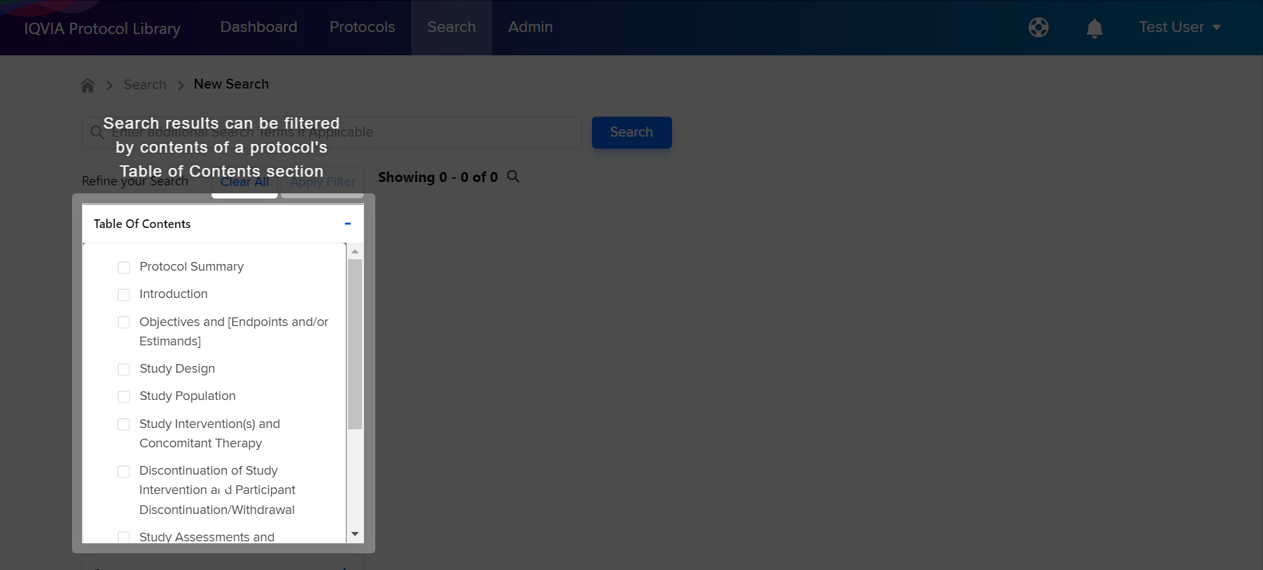 IQVIA Protocol Library Dashboard Protocols Search Admin Test User
Search New Search
Enter additional Search Terms if Applicable Search
Search results can be filtered
by contents of a protocol's
Table of Contents section
Refine your Search Clear All Apply Filter Showing 0 - 0 of 0
Table Of Contents
Protocol Summary
Introduction
Objectives and [Endpoints and/or
Estimands]
Study Design
Study Population
Study Intervention(s) and
Concomitant Therapy
Discontinuation of Study
Intervention and Participant
Discontinuation/Withdrawal
Study Assessments and